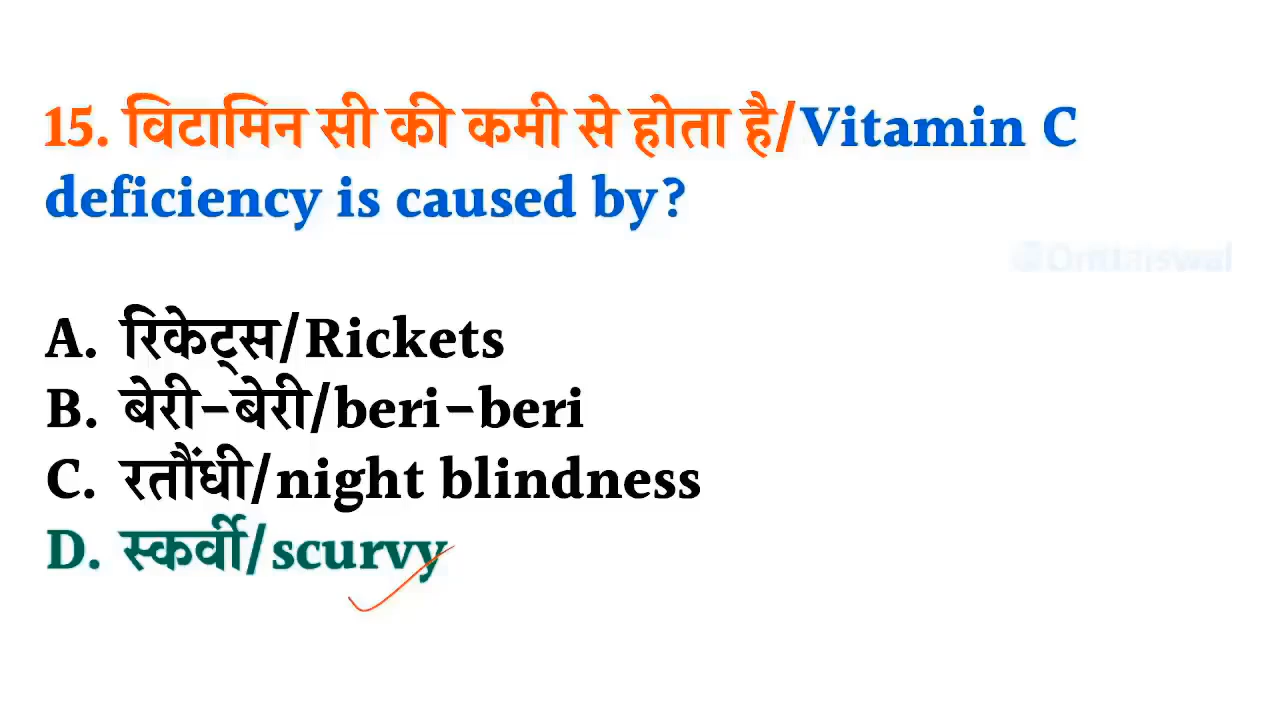 15. विटामिन सी की कमी से होता है/Vitamin C
deficiency is caused by?
A. रिकेट्स/Rickets
B. बेरी-बेरी/beri-beri
C. रतौंधी/night blindness
D. स्कर्वी/scurvy